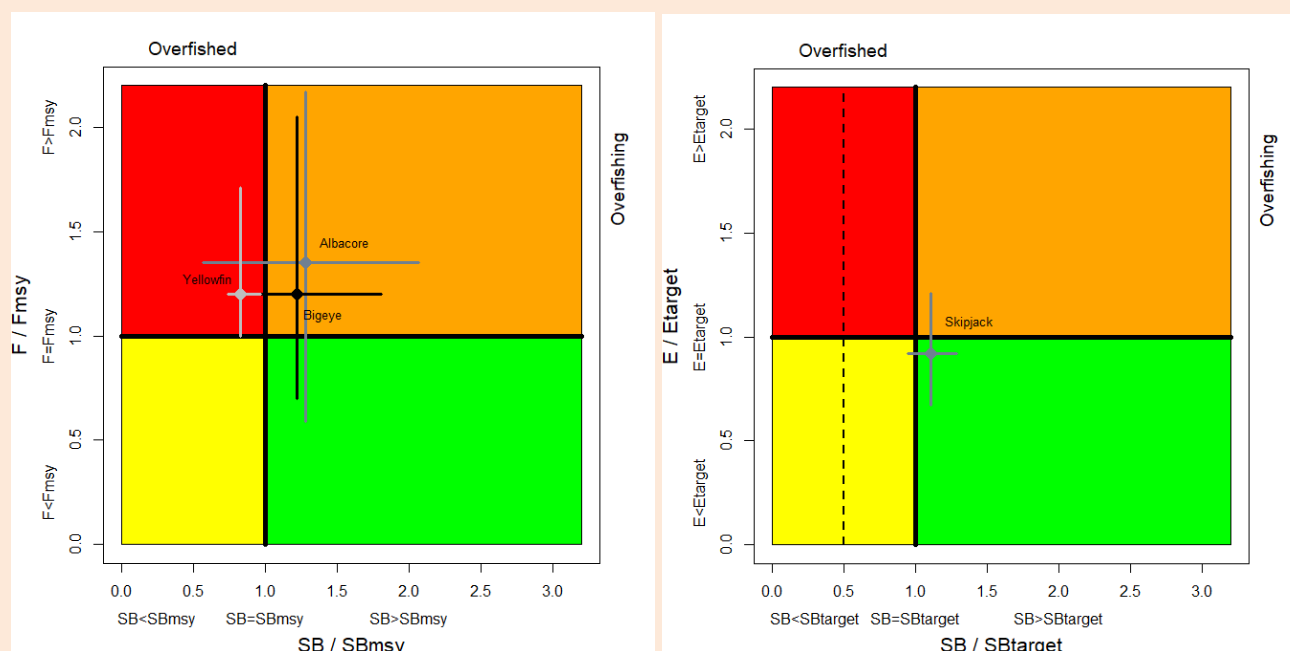 Overfished
Overfishing
F / Fmsy
F>Fmsy
F=Fmsy
F<Fmsy
2.0
1.5
1.0
0.5
0.0
Albacore
Yellowfin
Bigeye
0.0 0.5 1.0 1.5 2.0 2.5 3.0
SB<SBmsy SB=SBmsy SB>SBmsy
SB / SBmsy
Overfished
Overfishing
E / Etarget
E>Etarget
E=Etarget
E<Etarget
2.0
1.5
1.0
0.5
0.0
Skipjack
0.0 0.5 1.0 1.5 2.0 2.5 3.0
SB<SBtarget SB=SBtarget SB>SBtarget
SB / SBtarget